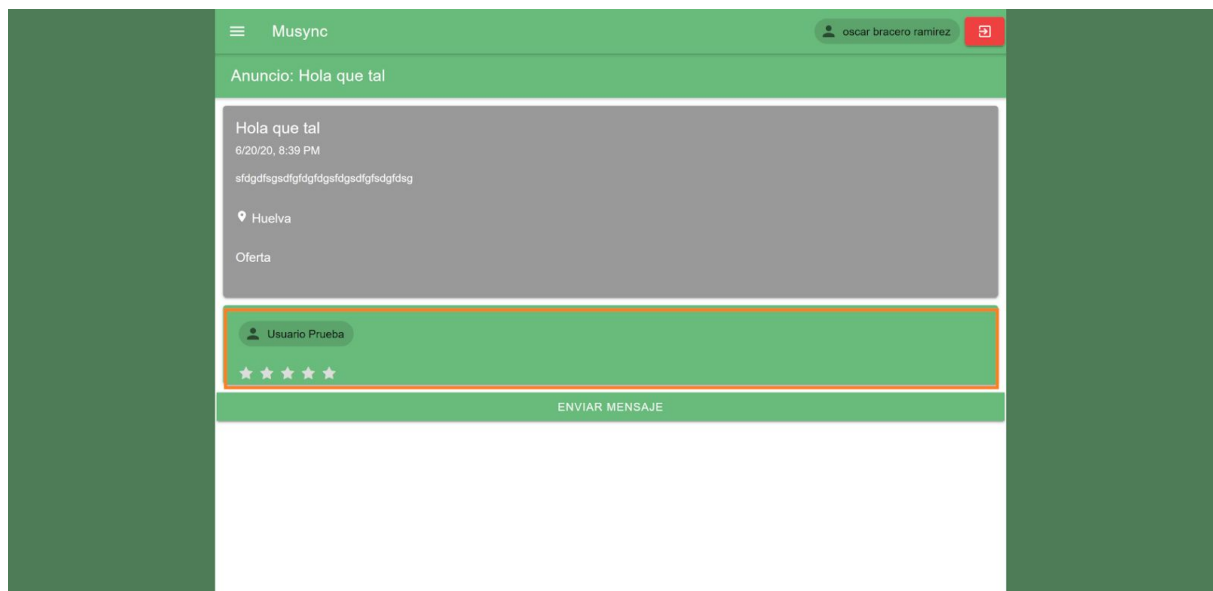 Musync
oscar bracero ramirez
Anuncio: Hola que tal
Hola que tal
6/20/20, 8:39 PM
sfdgdfsgsdfgfdgfdgsfdgsdfgfsdgfdsg
Huelva
Oferta
Usuario Prueba
ENVIAR MENSAJE